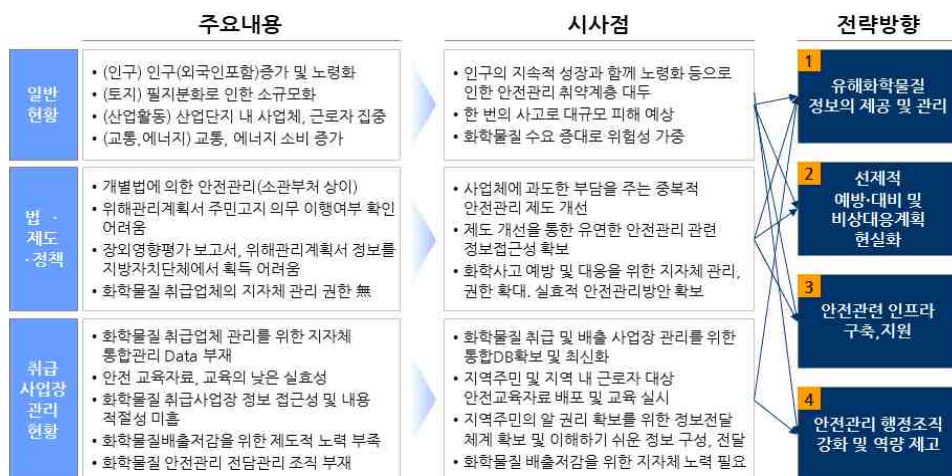 주요내용
시사점
전략방향
일반
현황
• (인구) 인구(외국인포함)증가 및 노령화
• (토지) 필지분화로 인한 소규모화
• (산업활동) 산업단지 내 사업체, 근로자 집중
• (교통,에너지) 교통, 에너지 소비 증가
• 인구의 지속적 성장과 함께 노령화 등으로
인한 안전관리 취약계층 대두
• 한 번의 사고로 대규모 피해 예상
• 화학물질 수요 증대로 위험성 가중
법 ·
제도
·정책
• 개별법에 의한 안전관리(소관부처 상이)
• 위해관리계획서 주민고지 의무 이행여부 확인
어려움
• 장외영향평가 보고서, 위해관리계획서 정보를
지방자치단체에서 획득 어려움
• 화학물질 취급업체의 지자체 관리 권한 無
• 사업체에 과도한 부담을 주는 중복적
안전관리 제도 개선
• 제도 개선을 통한 유연한 안전관리 관련
정보접근성 확보
• 화학사고 예방 및 대응을 위한 지자체 관리,
권한 확대. 실효적 안전관리방안 확보
취급
사업장
관리
현황
• 화학물질 취급업체 관리를 위한 지자체
통합관리 Data 부재
• 안전 교육자료, 교육의 낮은 실효성
• 화학물질 취급사업장 정보 접근성 및 내용
적절성 미흡
• 화학물질배출저감을 위한 제도적 노력 부족
• 화학물질 안전관리 전담관리 조직 부재
• 화학물질 취급 및 배출 사업장 관리를 위한
통합DB확보 및 최신화
• 지역주민 및 지역 내 근로자 대상
안전교육자료 배포 및 교육 실시
• 지역주민의 알 권리 확보를 위한 정보전달
체계 확보 및 이해하기 쉬운 정보 구성, 전달
• 화학물질 배출저감을 위한 지자체 노력 필요
1
유해화학물질
정보의 제공 및 관리
2
선제적
예방·대비 및
비상대응계획
현실화
3
안전관련 인프라
구축,지원
4
안전관리 행정조직
강화 및 역량 제고